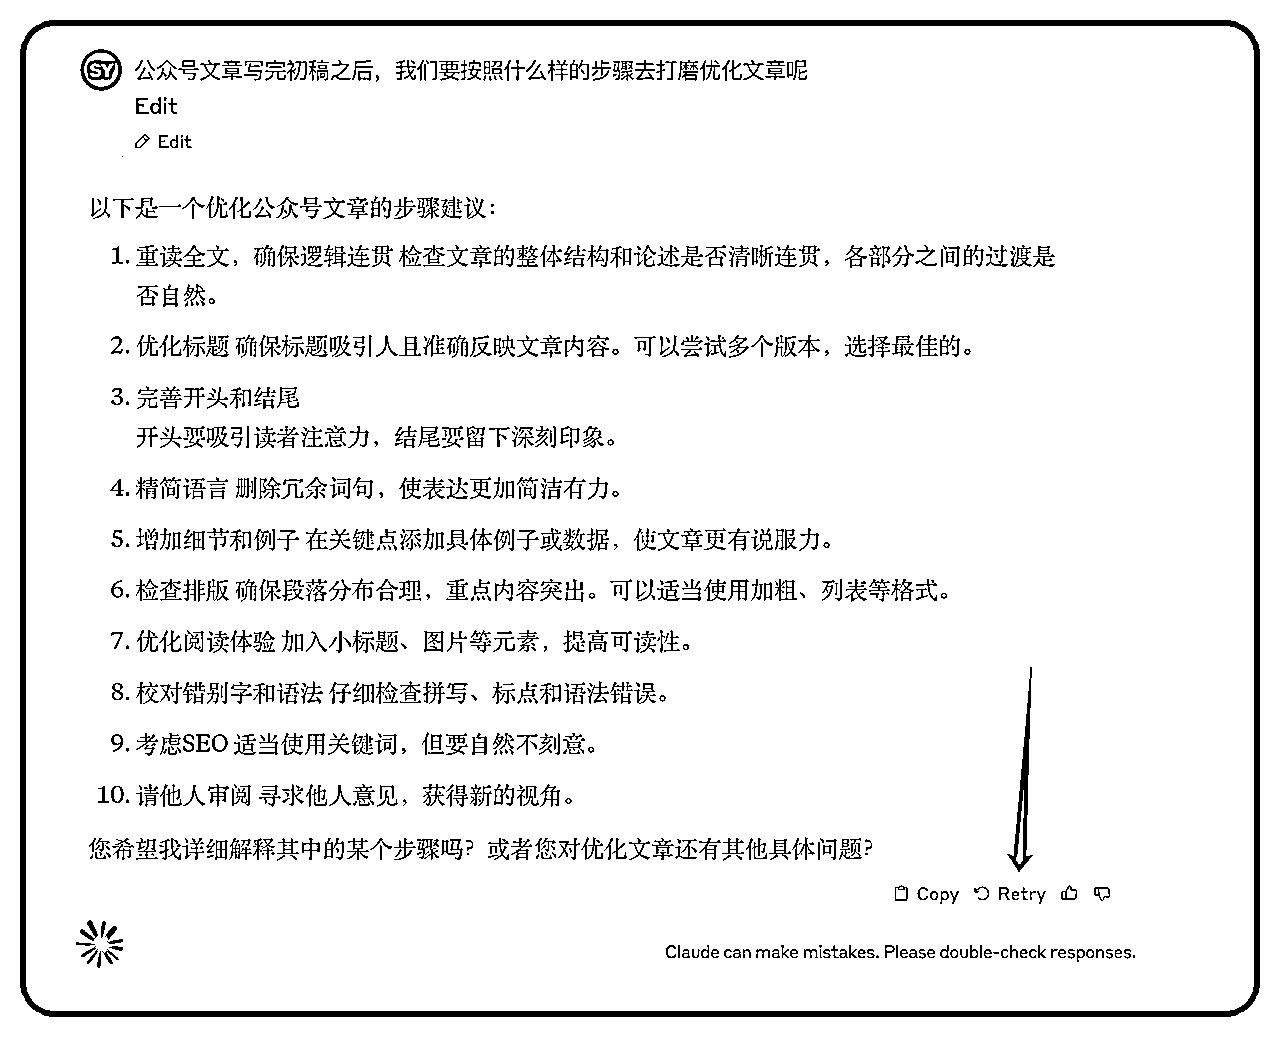 SY
公众号文章写完初稿之后，我们要按照什么样的步骤去打磨优化文章呢
Edit
Edit
以下是一个优化公众号文章的步骤建议：
1. 重读全文，确保逻辑连贯 检查文章的整体结构和论述是否清晰连贯，各部分之间的过渡是
否自然。
2. 优化标题 确保标题吸引人且准确反映文章内容。可以尝试多个版本，选择最佳的。
3. 完善开头和结尾
开头要吸引读者注意力，结尾要留下深刻印象。
4. 精简语言 删除冗余词句，使表达更加简洁有力。
5. 增加细节和例子 在关键点添加具体例子或数据，使文章更有说服力。
6. 检查排版 确保段落分布合理，重点内容突出。可以适当使用加粗、列表等格式。
7. 优化阅读体验 加入小标题、图片等元素，提高可读性。
8. 校对错别字和语法 仔细检查拼写、标点和语法错误。
9. 考虑SEO 适当使用关键词，但要自然不刻意。
10. 请他人审阅 寻求他人意见，获得新的视角。
您希望我详细解释其中的某个步骤吗？或者您对优化文章还有其他具体问题？
Copy Retry
Claude can make mistakes. Please double-check responses.